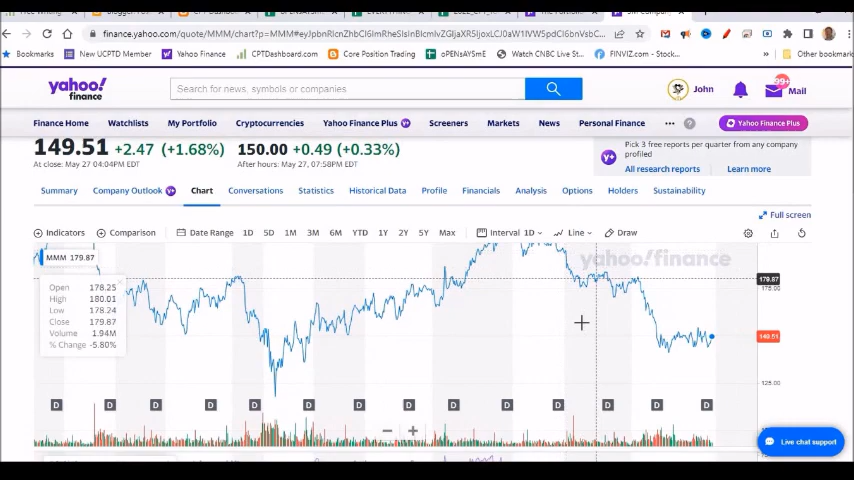 finance.yahoo.com/quote/MMM/chart?p=MMM#
Bookmarks New UCPTD Member Yahoo Finance CPTDashboard.com Core Position Trading oPENsAYSmE Watch CNBC Live Str... FINVIZ.com - Stock... » Other bookmarks
yahoo!
finance
Search for news, symbols or companies
John
99+
Mail
Finance Home Watchlists My Portfolio Cryptocurrencies Yahoo Finance Plus Screeners Markets News Personal Finance ... Yahoo Finance Plus
149.51 +2.47 (+1.68%) 150.00 +0.49 (+0.33%)
At close: May 27 04:04PM EDT After hours: May 27, 07:58PM EDT
Pick 3 free reports per quarter from any company
profiled
All research reports Learn more
Summary Company Outlook Chart Conversations Statistics Historical Data Profile Financials Analysis Options Holders Sustainability
Full screen
Indicators Comparison Date Range 1D 5D 1M 3M 6M YTD 1Y 2Y 5Y Max Interval 1D Line Draw
MMM 179.87
yahoo!finance
Open 178.25
High 180.01
Low 178.24
Close 179.87
Volume 1.94M
% Change -5.80%
179.87
175.00
149.51
125.00
D D D D D D D D D D D D D D
Live chat support